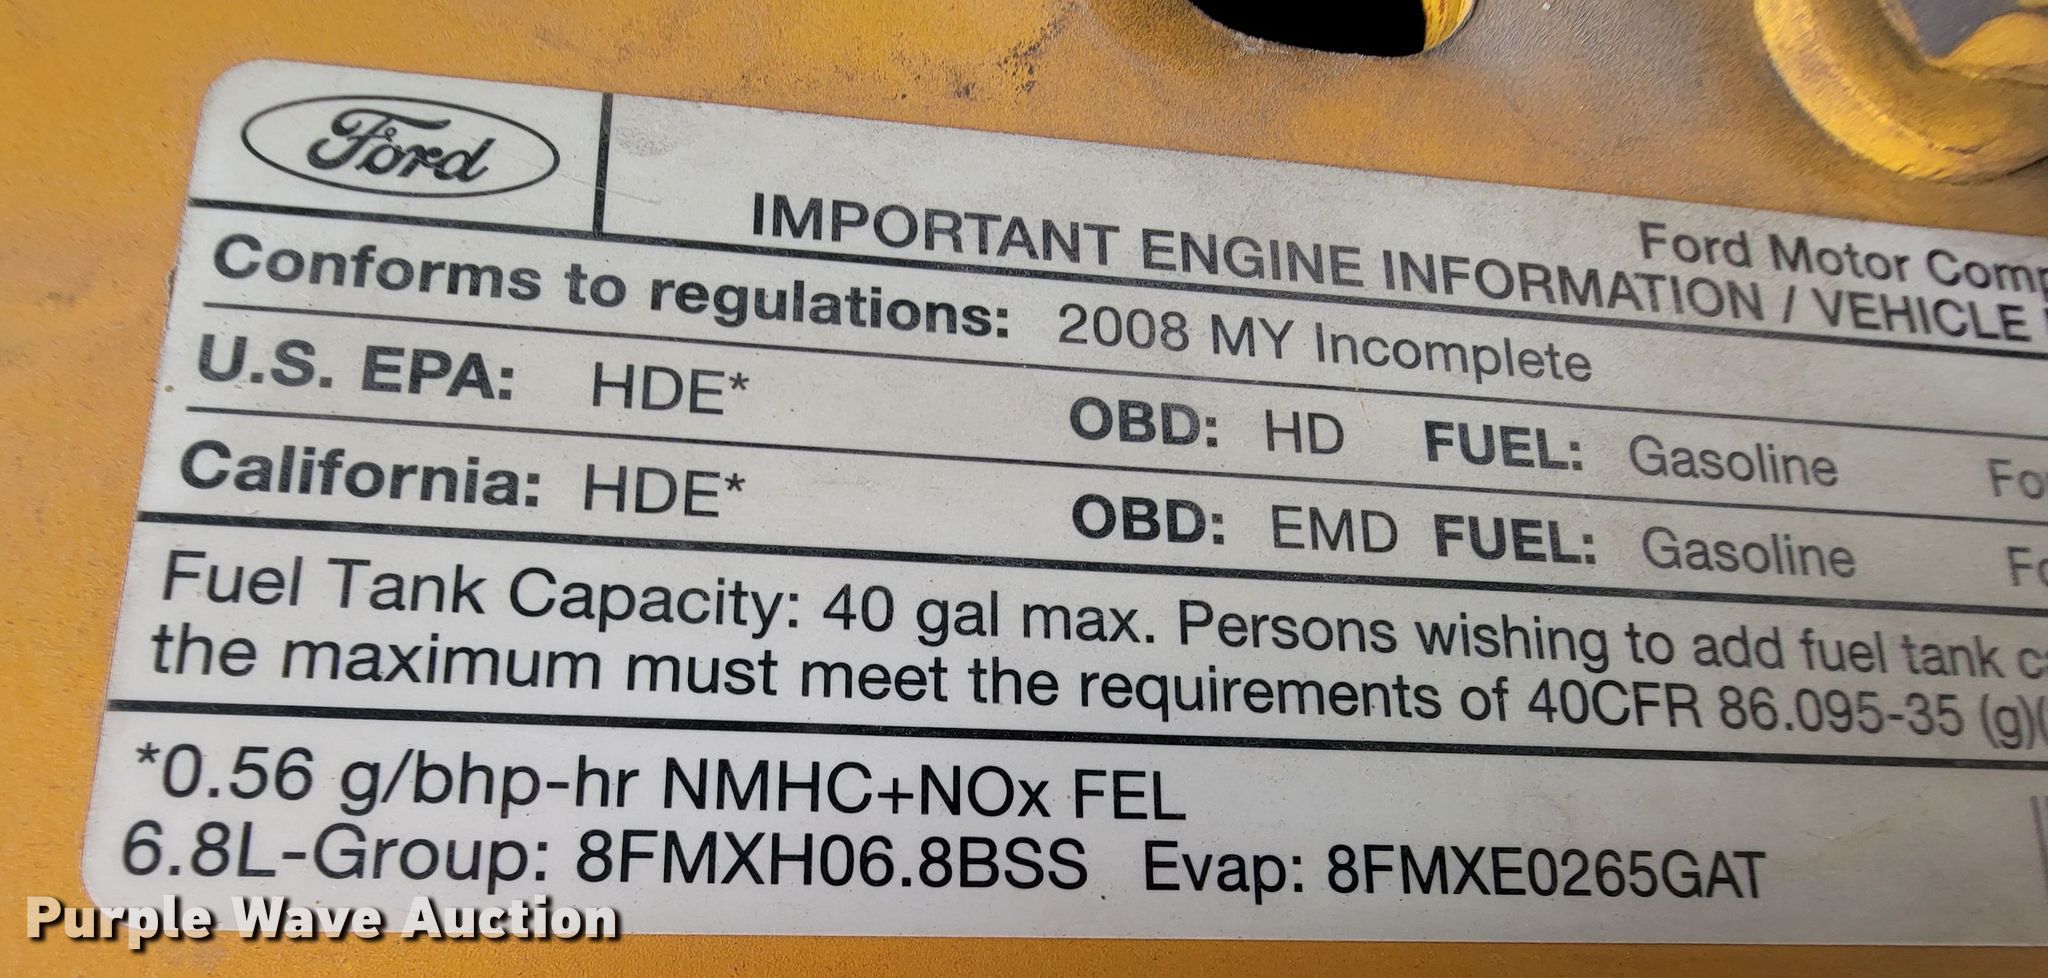 Ford
Ford Motor
IMPORTANT ENGINE INFORMATION / VEHICLE
Conforms to regulations: 2008 MY Incomplete
U.S. EPA: HDE* OBD: HD FUEL: Gasoline
California: HDE* OBD: EMD FUEL: Gasoline
Fuel Tank Capacity: 40 gal max. Persons wishing to add fuel tank
the maximum must meet the requirements of 40CFR 86.095-35 (g)(
*0.56 g/bhp-hr NMHC+NOx FEL
6.8L-Group: 8FMXH06.8BSS Evap: 8FMXE0265GAT
Purple Wave Auction